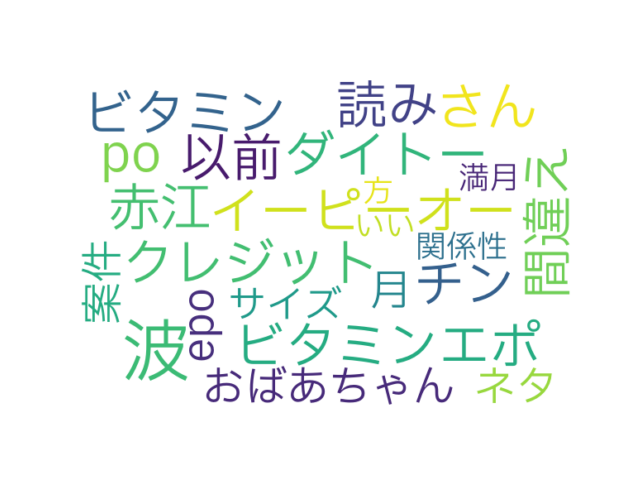 ビタミン
読み
さん
po
以前
ダイトー
満月
間違え
赤江
イーピーオー
方
いい
関係性
案件
クレジット
サイズ
月
チン
epo
波
ビタミンエポ
おばあちゃん
ネタ